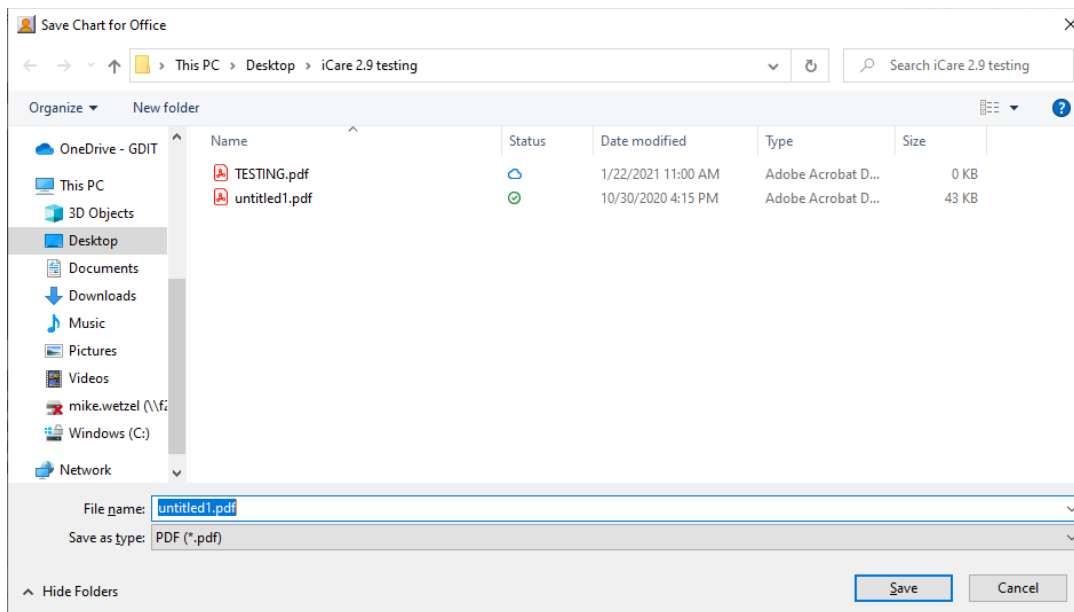 Save Chart for Office
This PC > Desktop > iCare 2.9 testing
Search iCare 2.9 testing
Organize
New folder
Name Status Date modified Type Size
TESTING.pdf 1/22/2021 11:00 AM Adobe Acrobat D... 0 KB
untitled1.pdf 10/30/2020 4:15 PM Adobe Acrobat D... 43 KB
OneDrive - GDIT
This PC
3D Objects
Desktop
Documents
Downloads
Music
Pictures
Videos
mike.wetzel (\\f2
Windows (C:)
Network
File name: untitled1.pdf
Save as type: PDF (*.pdf)
Hide Folders
Save
Cancel